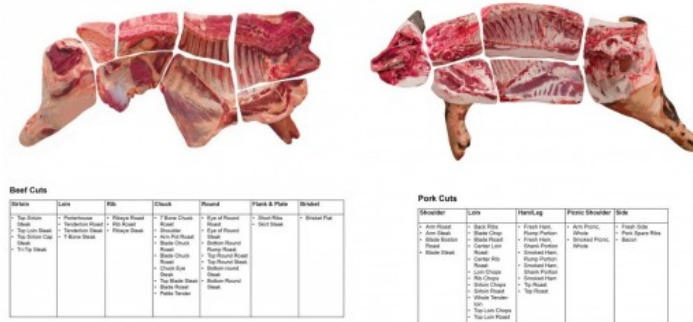 Beef Cuts
Sirloin Loin Rib Chuck Round Flank & Plate Brisket
• Top Sirloin Steak
• Top Loin Steak
• Top Sirloin Cap Steak
• Tri-Tip Steak
• Porterhouse
• Tenderloin Roast
• Tenderloin Steak
• T-Bone Steak
• Ribeye Roast
• Rib Roast
• Ribeye Steak
• 7 Bone Chuck Roast
• Shoulder
• Arm Pot Roast
• Blade Chuck Roast
• Blade Chuck Roast
• Chuck Eye Steak
• Top Blade Steak
• Blade Roast
• Petite Tender
• Eye of Round Roast
• Eye of Round Steak
• Bottom Round Rump Roast
• Top Round Roast
• Top Round Steak
• Bottom round Steak
• Bottom Round Steak
• Short Ribs
• Skirt Steak
• Brisket Flat
Pork Cuts
Shoulder Loin Ham/Leg Picnic Shoulder Side
• Arm Roast
• Arm Steak
• Blade Boston Roast
• Blade Steak
• Back Ribs
• Blade Chop
• Blade Roast
• Center Loin Roast
• Center Rib Roast
• Loin Chops
• Rib Chops
• Sirloin Chops
• Sirloin Roast
• Whole Tender-loin
• Top Loin Chops
• Top Loin Roast
• Fresh Ham, Rump Portion
• Fresh Ham, Shank Portion
• Smoked Ham, Rump Portion
• Smoked Ham, Shank Portion
• Smoked Ham
• Tip Roast
• Top Roast
• Arm Picnic, Whole
• Smoked Picnic, Whole
• Fresh Side
• Pork Spare Ribs
• Bacon